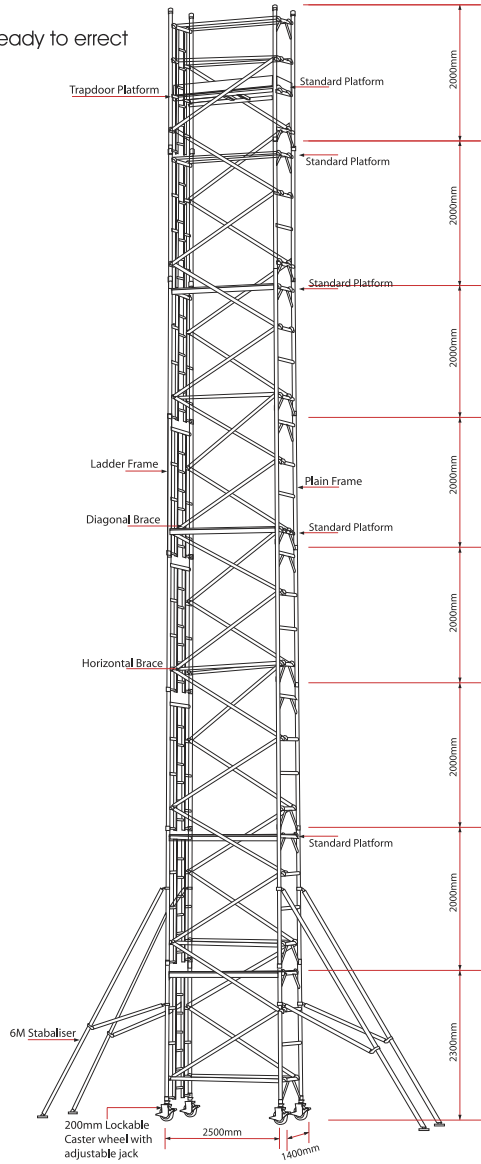 eady to errect
Trapdoor Platform
Standard Platform
2000mm
Standard Platform
2000mm
Standard Platform
2000mm
Ladder Frame
Plain Frame
2000mm
Diagonal Brace
Standard Platform
2000mm
Horizontal Brace
2000mm
Standard Platform
2000mm
6M Stabaliser
2300mm
200mm Lockable
Caster wheel with
adjustable jack
2500mm
1400mm